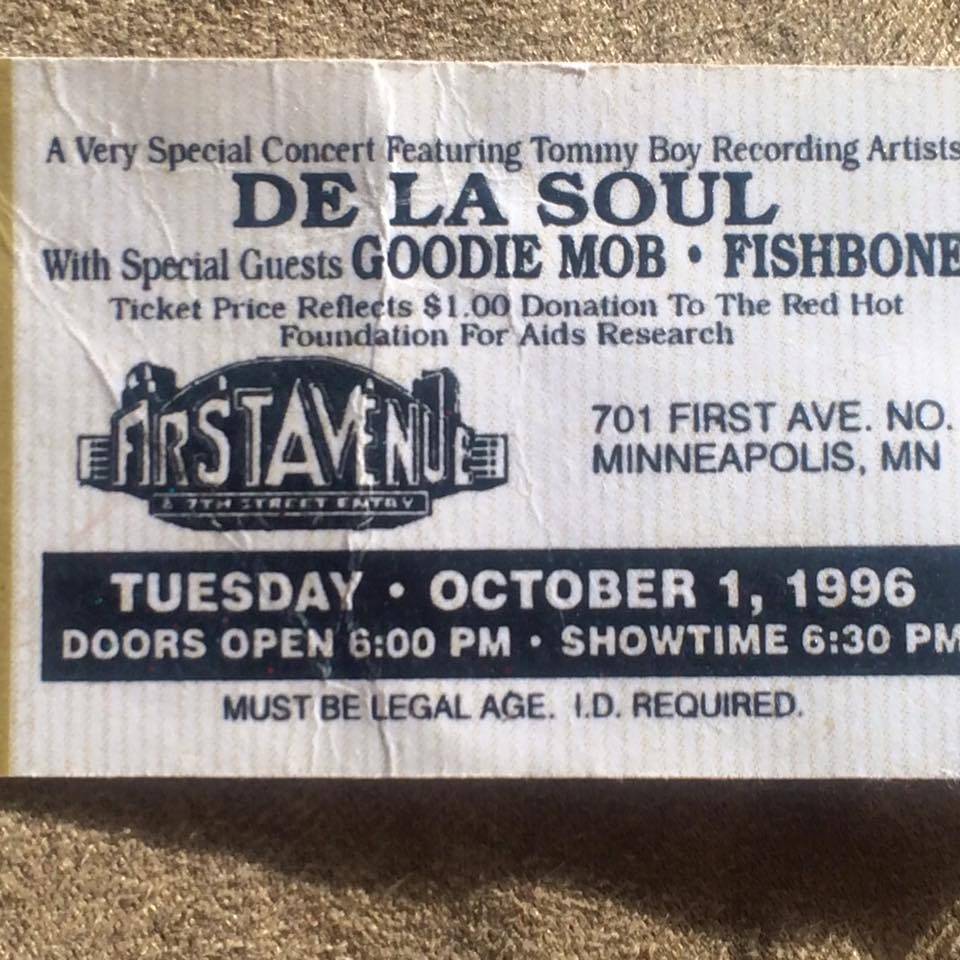 A Very Special Concert Featuring Tommy Boy Recording Artists
DE LA SOUL
With Special Guests GOODIE MOB • FISHBONE
Ticket Price Reflects $1.00 Donation To The Red Hot
Foundation For Aids Research
FIRST AVENUE
& 7TH STREET ENTRY
701 FIRST AVE. NO.
MINNEAPOLIS, MN
TUESDAY • OCTOBER 1, 1996
DOORS OPEN 6:00 PM • SHOWTIME 6:30 PM
MUST BE LEGAL AGE. I.D. REQUIRED.